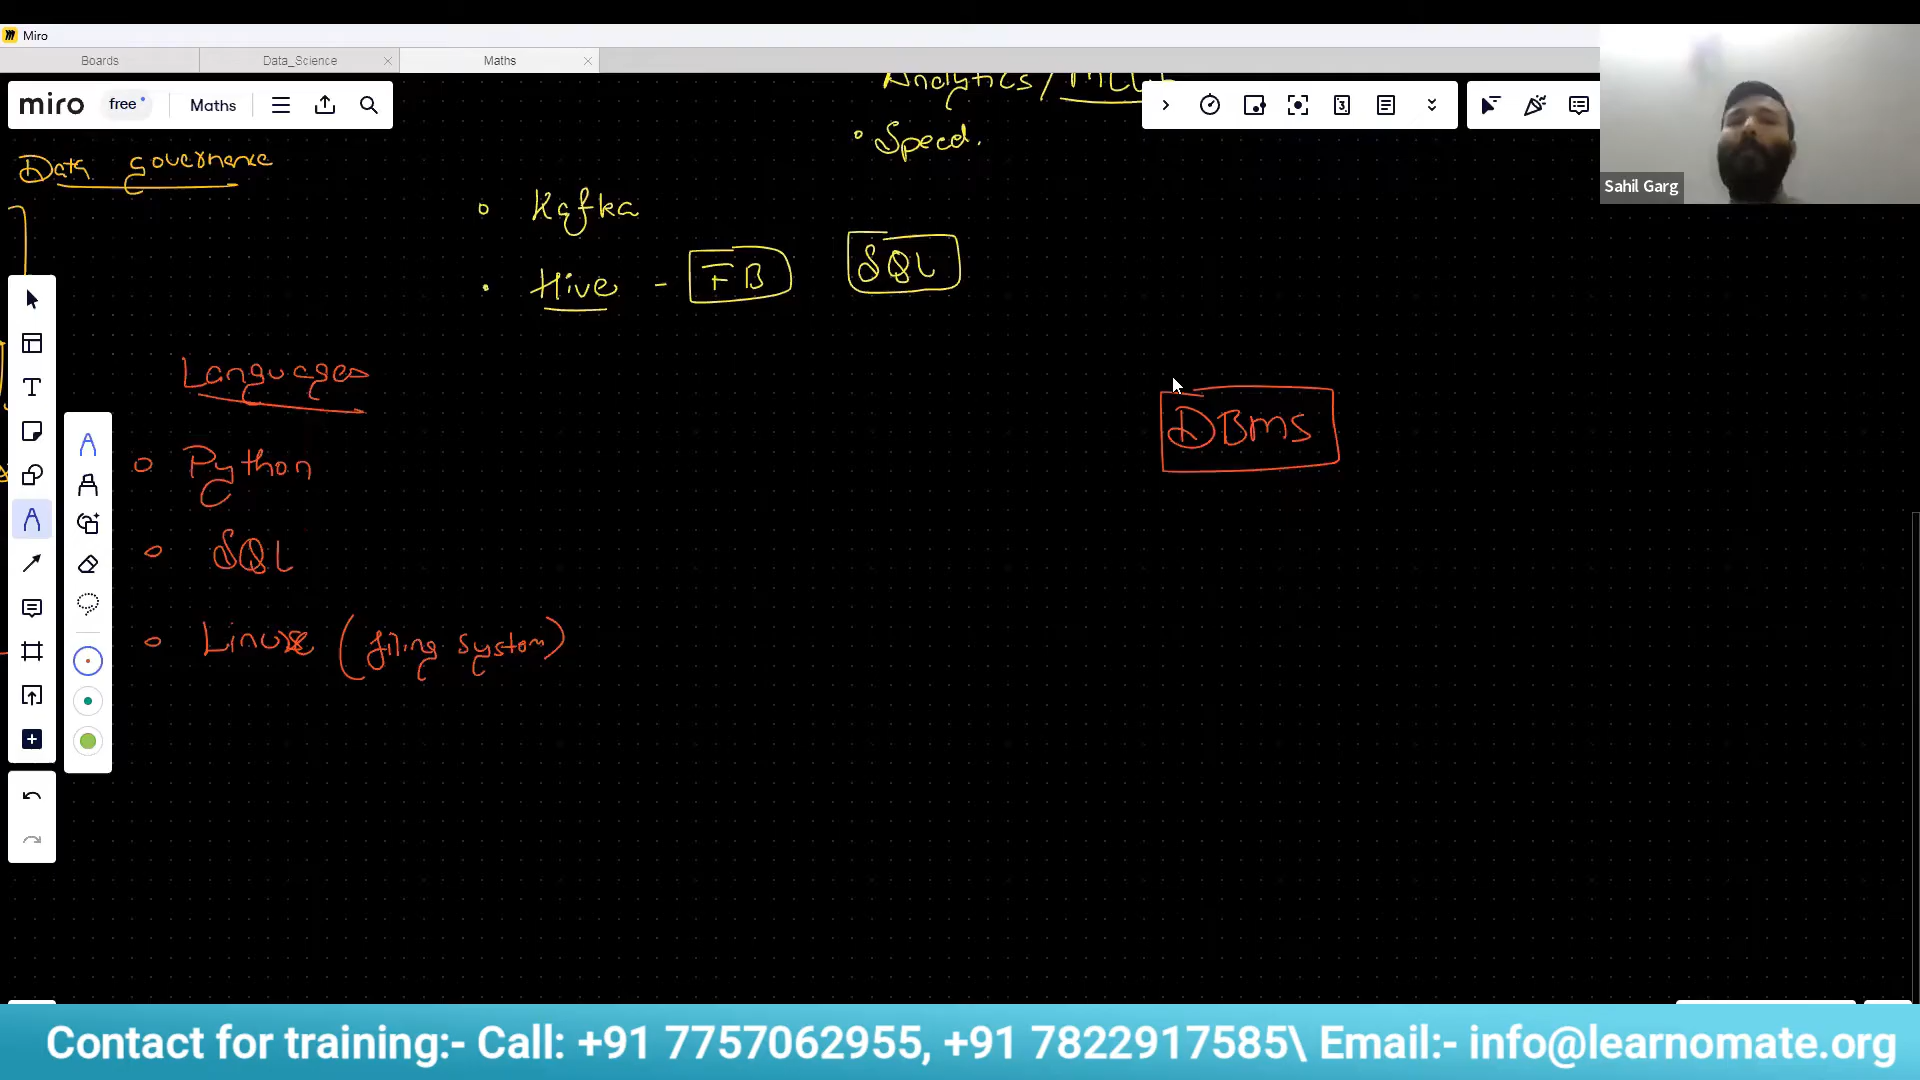 Miro
Boards
Data_Science
Maths
miro
free
Maths
Analytics/
Speed.
Sahil Garg
Data governance
Kafka
Hive - FB SQL
Languages
DBms
Python
SQL
Linux (filing system)
Contact for training:- Call: +91 7757062955, +91 7822917585\ Email:- info@learnomate.org